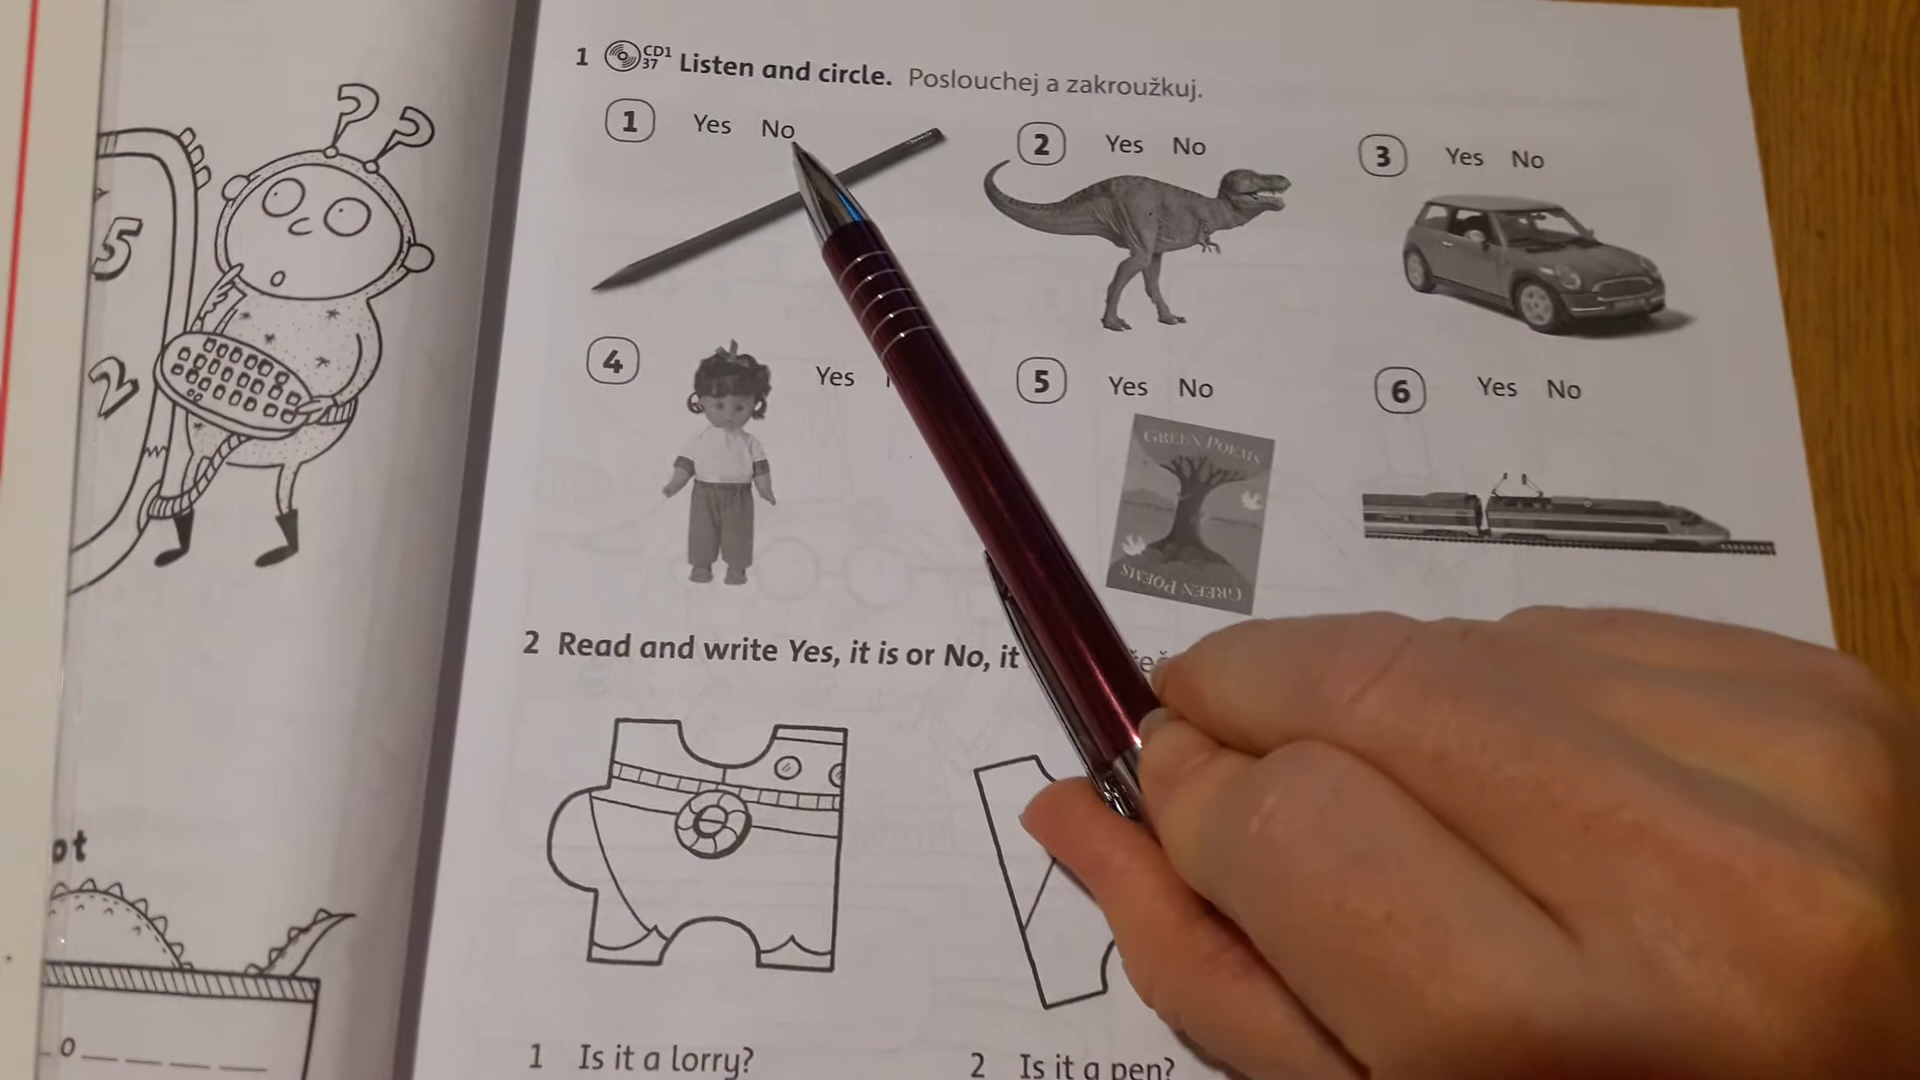 5
2
ot
o
1 CD1 37 Listen and circle. Poslouchej a zakroužkuj.
1 Yes No
2 Yes No
3 Yes No
4 Yes
5 Yes No
GREEN POEMS
GREEN POEMS
6 Yes No
2 Read and write Yes, it is or No, it
1 Is it a lorry?
2 Is it a pen?